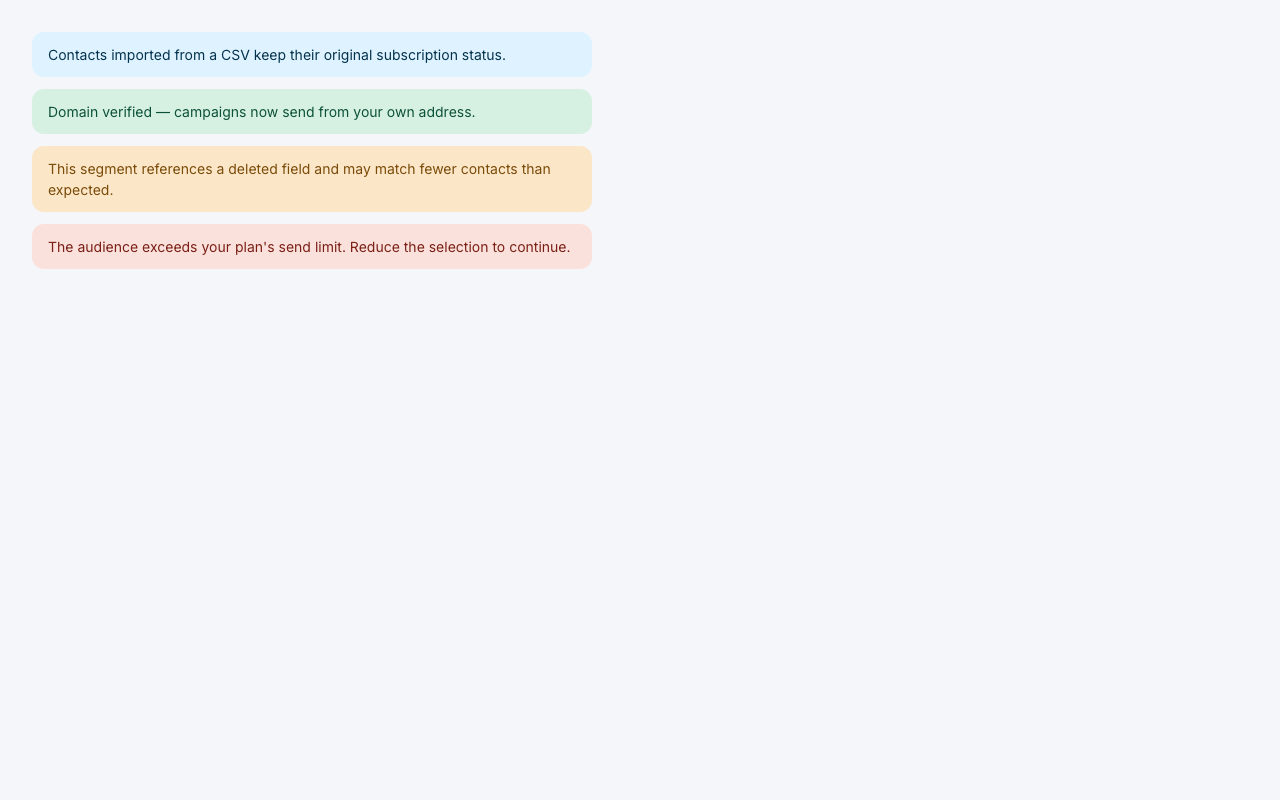 Contacts imported from a CSV keep their original subscription status.
Domain verified — campaigns now send from your own address.
This segment references a deleted field and may match fewer contacts than
expected.
The audience exceeds your plan's send limit. Reduce the selection to continue.